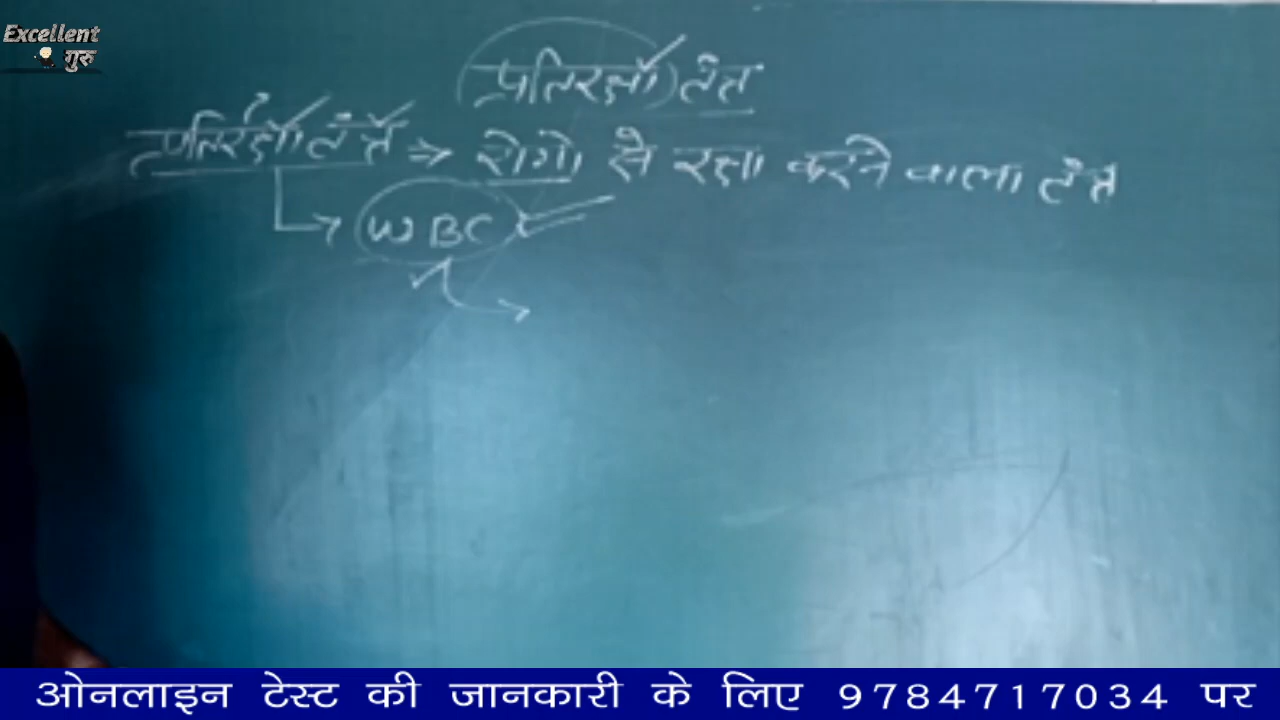 Excellent
गुरु
प्रतिरक्षा तंत्र
प्रतिरक्षा तंत्र ⇒ रोगो से रक्षा करने वाला तंत्र
WBC
ओनलाइन टेस्ट की जानकारी के लिए 9784717034 पर